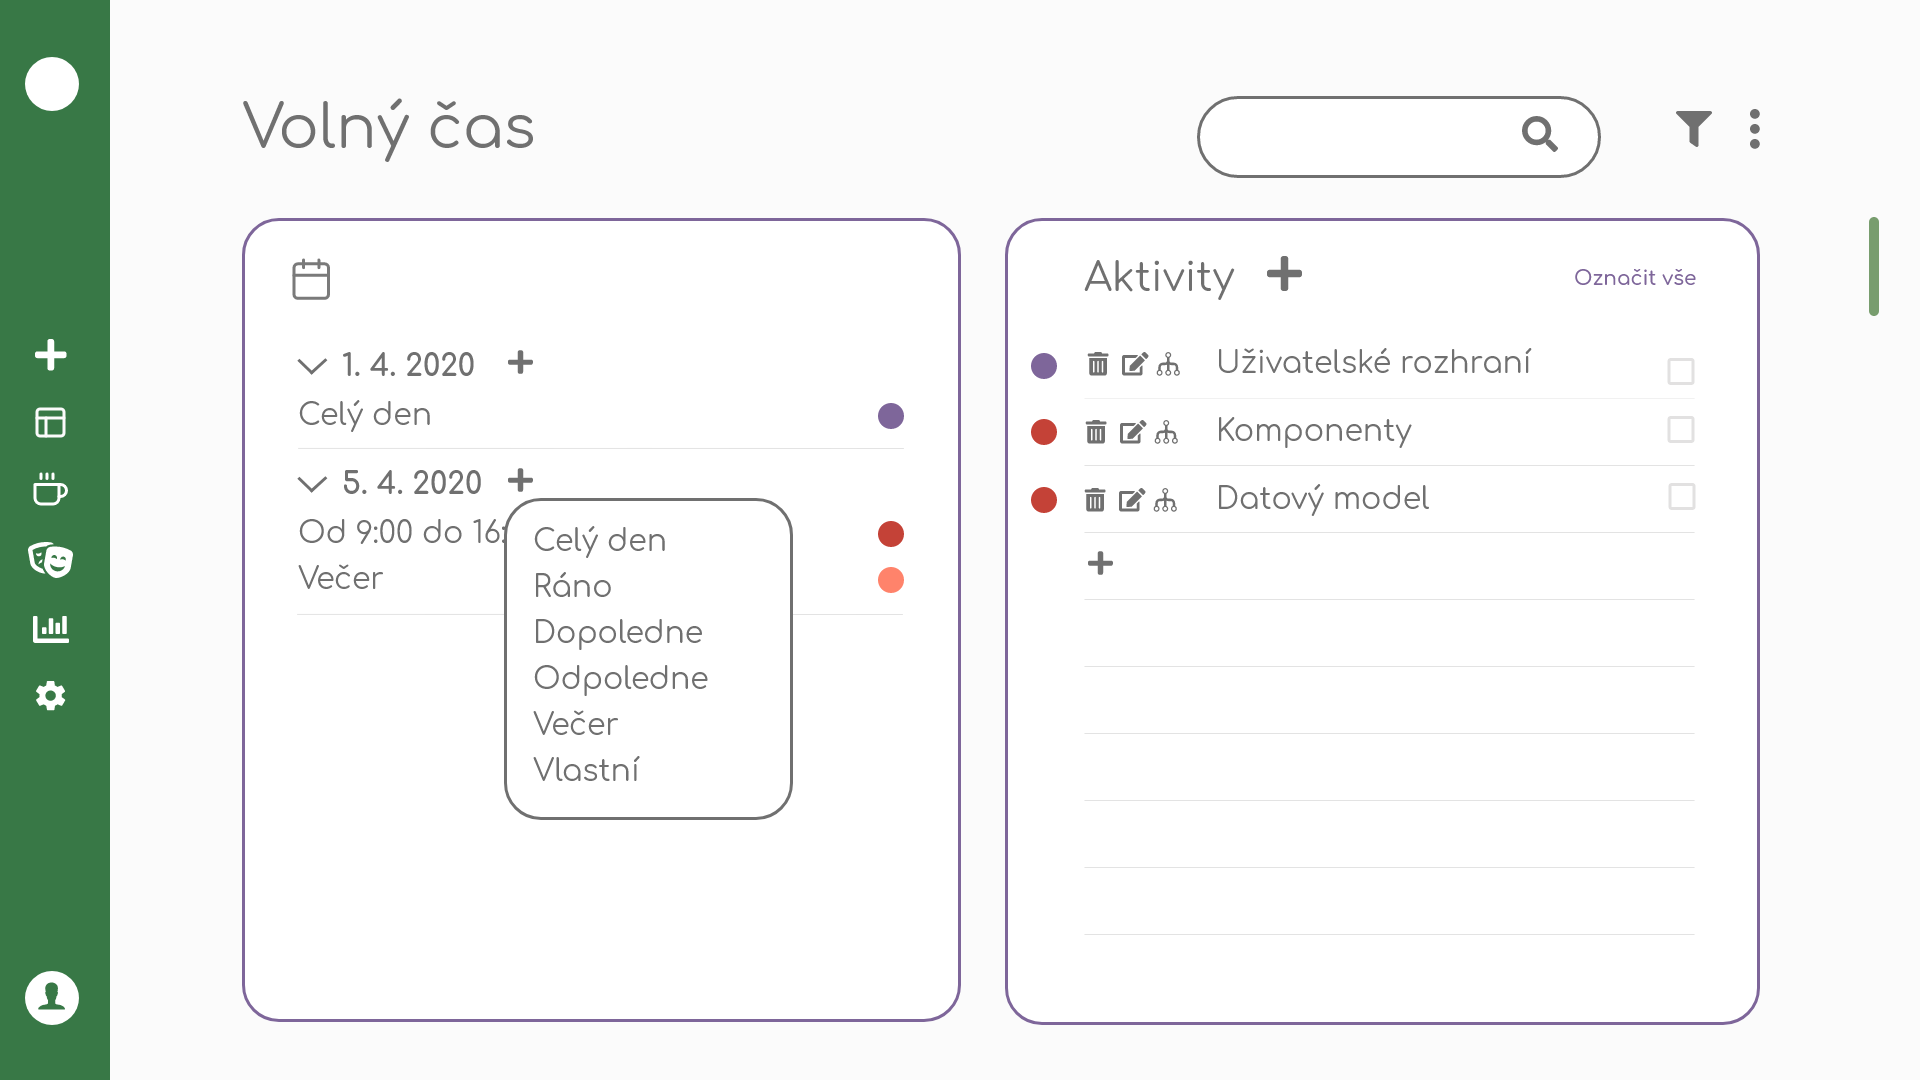 Volný čas
1. 4. 2020
Celý den
5. 4. 2020
Od 9:00 do 16:
Večer
Celý den
Ráno
Dopoledne
Odpoledne
Večer
Vlastní
Aktivity
Označit vše
Uživatelské rozhraní
Komponenty
Datový model